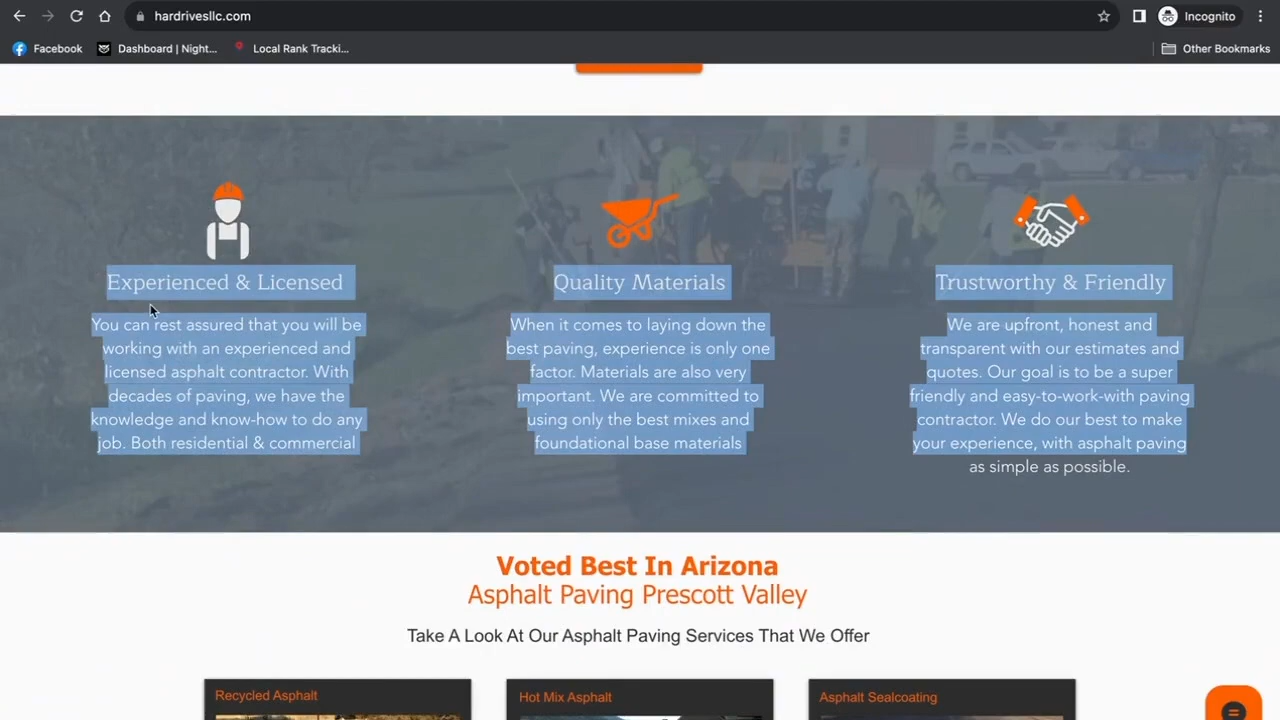 hardrivesllc.com
Incognito
Facebook
Dashboard | Night...
Local Rank Tracki...
Other Bookmarks
Experienced & Licensed
You can rest assured that you will be
working with an experienced and
licensed asphalt contractor. With
decades of paving, we have the
knowledge and know-how to do any
job. Both residential & commercial
Quality Materials
When it comes to laying down the
best paving, experience is only one
factor. Materials are also very
important. We are committed to
using only the best mixes and
foundational base materials
Trustworthy & Friendly
We are upfront, honest and
transparent with our estimates and
quotes. Our goal is to be a super
friendly and easy-to-work-with paving
contractor. We do our best to make
your experience, with asphalt paving
as simple as possible.
Voted Best In Arizona
Asphalt Paving Prescott Valley
Take A Look At Our Asphalt Paving Services That We Offer
Recycled Asphalt
Hot Mix Asphalt
Asphalt Sealcoating